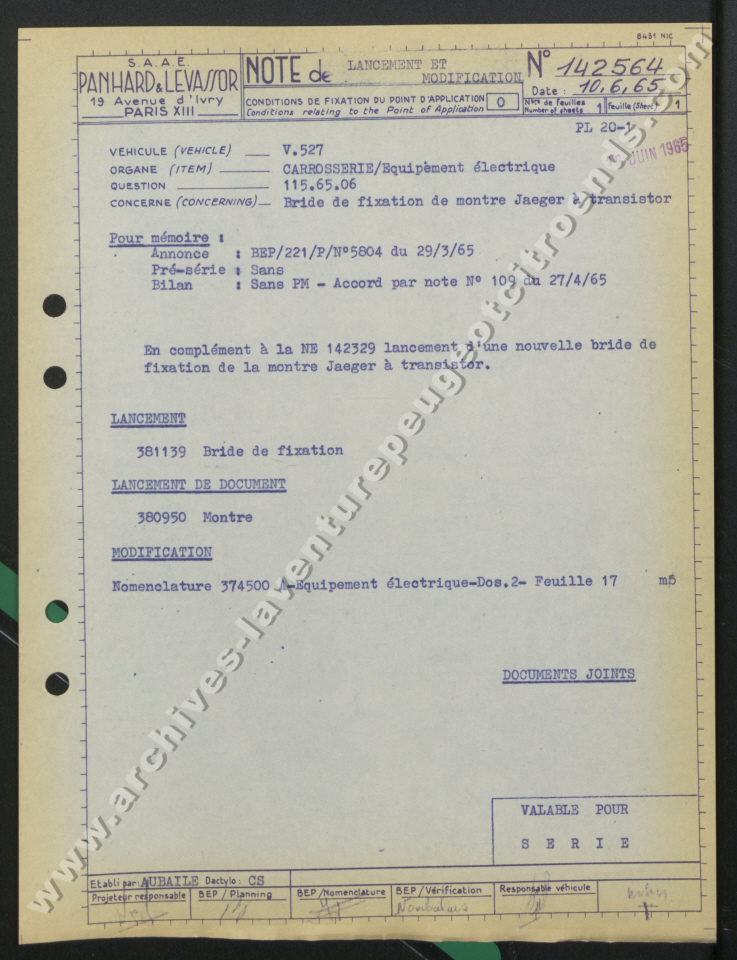 8451 NIC
S.A.A.E.
PANHARD & LEVASSOR
19 Avenue d'Ivry
PARIS XIII
NOTE de LANCEMENT ET
MODIFICATION
CONDITIONS DE FIXATION DU POINT D'APPLICATION 0
Conditions relating to the Point of Application
N° 142564
Date : 10,6,65
Nbre de feuilles 1 Feuille (Sheet) 1
Number of sheets
PL 20-1
JUIN 1965
VEHICULE (VEHICLE) V.527
ORGANE (ITEM) CARROSSERIE/Equipèment électrique
QUESTION 115.65.06
CONCERNE (CONCERNING) Bride de fixation de montre Jaeger à transistor
Pour mémoire :
Annonce : BEP/221/P/N°5804 du 29/3/65
Pré-série : Sans
Bilan : Sans PM - Accord par note N° 109 du 27/4/65
En complément à la NE 142329 lancement d'une nouvelle bride de
fixation de la montre Jaeger à transistor.
LANCEMENT
381139 Bride de fixation
LANCEMENT DE DOCUMENT
380950 Montre
MODIFICATION
Nomenclature 374500 A-Equipement électrique-Dos.2- Feuille 17 m5
DOCUMENTS JOINTS
VALABLE POUR
S E R I E
Etabli par: AUBAILE Dactylo: CS
Projeteur responsable BEP / Planning BEP/Nomenclature BEP / Vérification Responsable véhicule
www.archives-laventurepeugeotcitroends.com